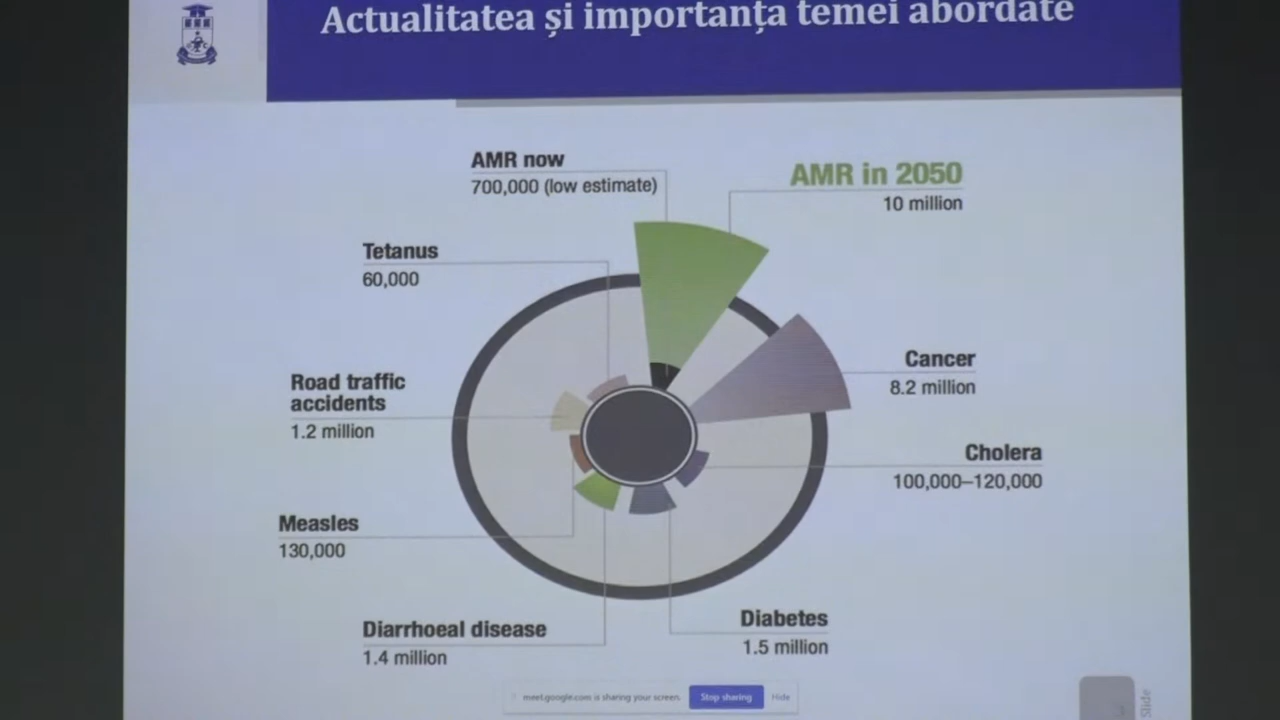 Actualitatea și importanța temei abordate
AMR now
700,000 (low estimate)
AMR in 2050
10 million
Tetanus
60,000
Cancer
8.2 million
Road traffic
accidents
1.2 million
Cholera
100,000–120,000
Measles
130,000
Diarrhoeal disease
1.4 million
Diabetes
1.5 million
meet.google.com is sharing your screen.
Stop sharing
Hide
Slide